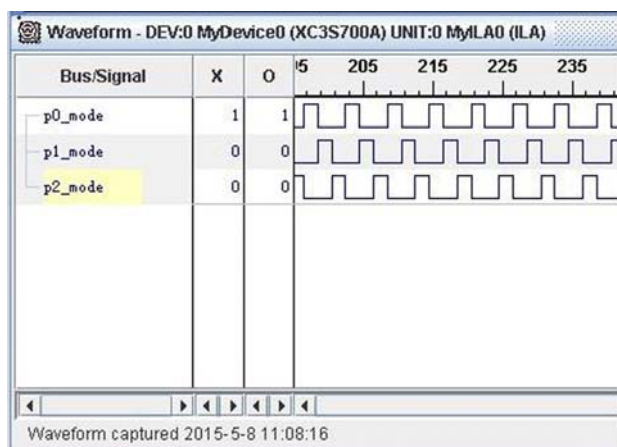 Waveform - DEV:0 MyDevice0 (XC3S700A) UNIT:0 MyILA0 (ILA)
Bus/Signal X O 95 205 215 225 235
p0_mode 1 1
p1_mode 0 0
p2_mode 0 0
Waveform captured 2015-5-8 11:08:16